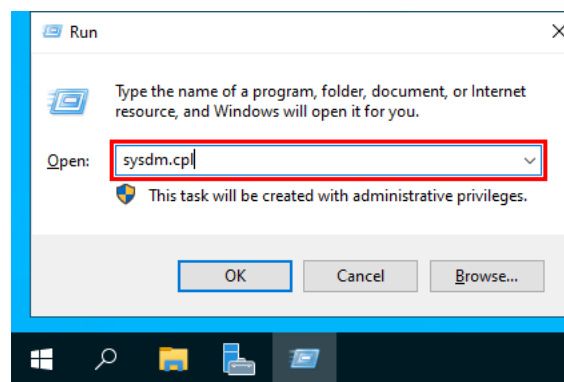 Run
Type the name of a program, folder, document, or Internet
resource, and Windows will open it for you.
Open: sysdm.cpl
This task will be created with administrative privileges.
OK Cancel Browse...